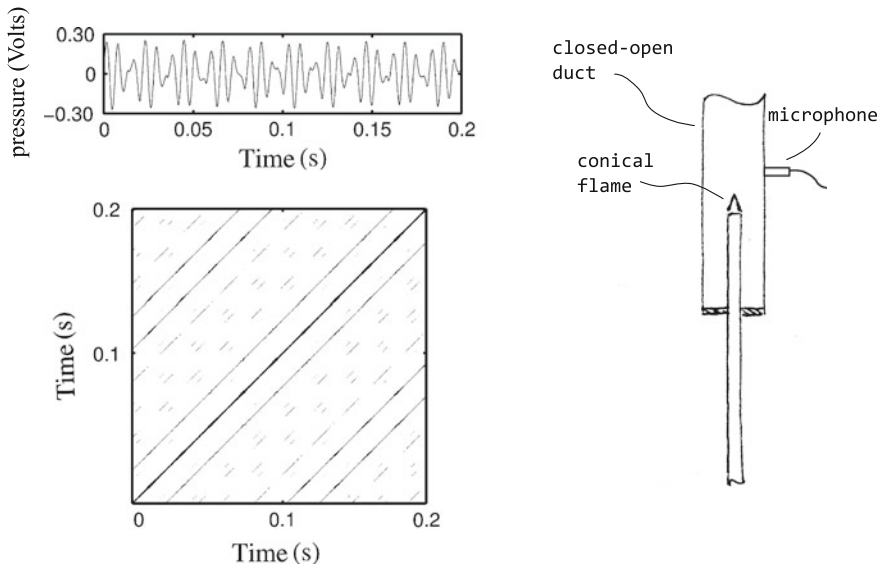 pressure (Volts)
0.30
0
−0.30
0
0.05
0.1
0.15
0.2
Time (s)
0.2
0.1
Time (s)
0
0.1
0.2
Time (s)
closed-open
duct
microphone
conical
flame